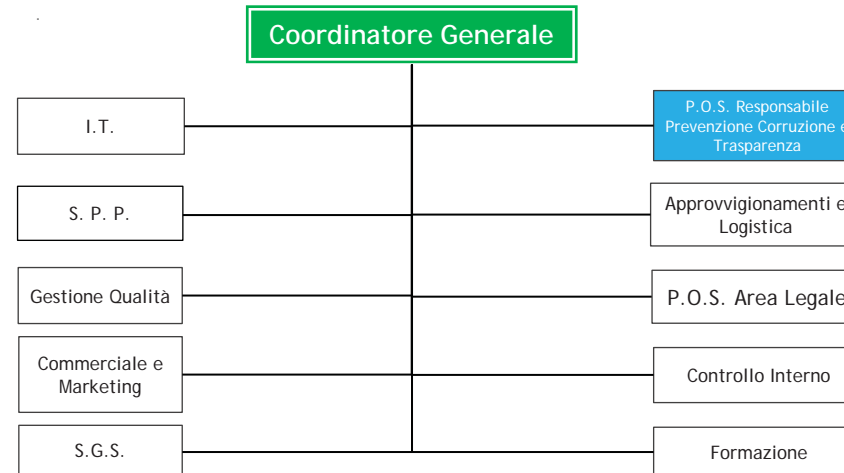 Coordinatore Generale
I.T.
P.O.S. Responsabile
Prevenzione Corruzione e
Trasparenza
S. P. P.
Approvvigionamenti e
Logistica
Gestione Qualità
P.O.S. Area Legale
Commerciale e
Marketing
Controllo Interno
S.G.S.
Formazione